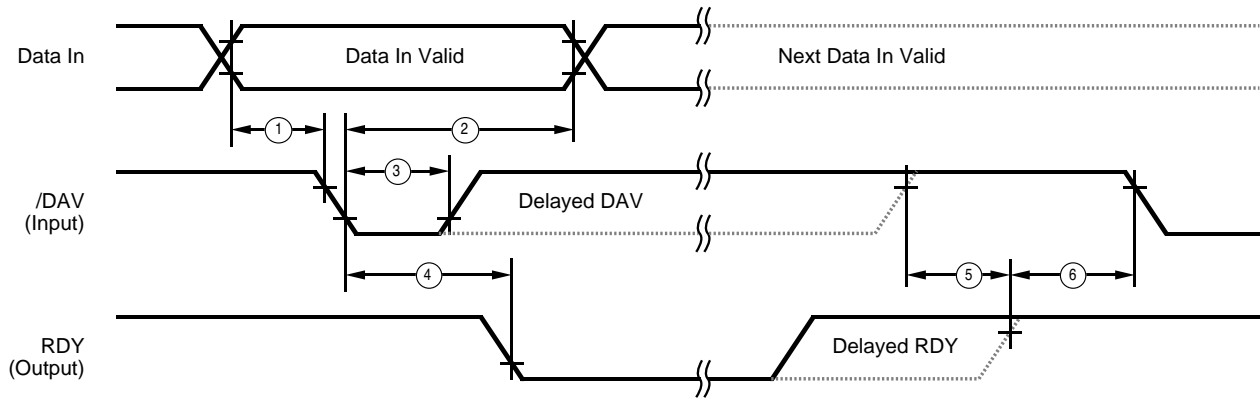 Data In
Data In Valid
Next Data In Valid
1
2
3
/DAV
(Input)
Delayed DAV
4
5
6
RDY
(Output)
Delayed RDY